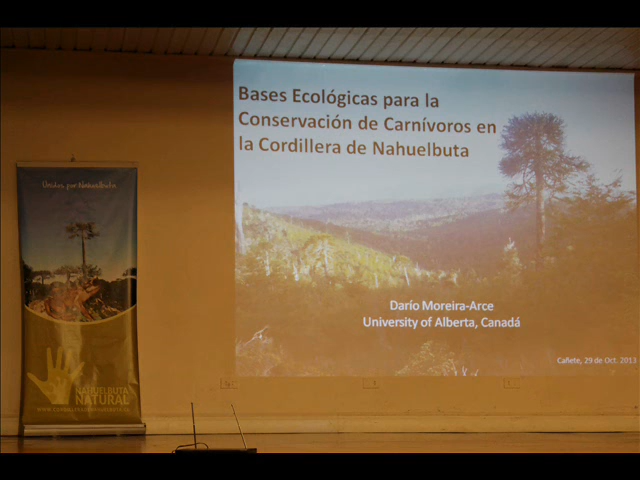 Bases Ecológicas para la
Conservación de Carnívoros en
la Cordillera de Nahuelbuta
Darío Moreira-Arce
University of Alberta, Canadá
Cañete, 29 de Oct. 2013
Unidos por Nahuelbuta
NAHUELBUTA
NATURAL